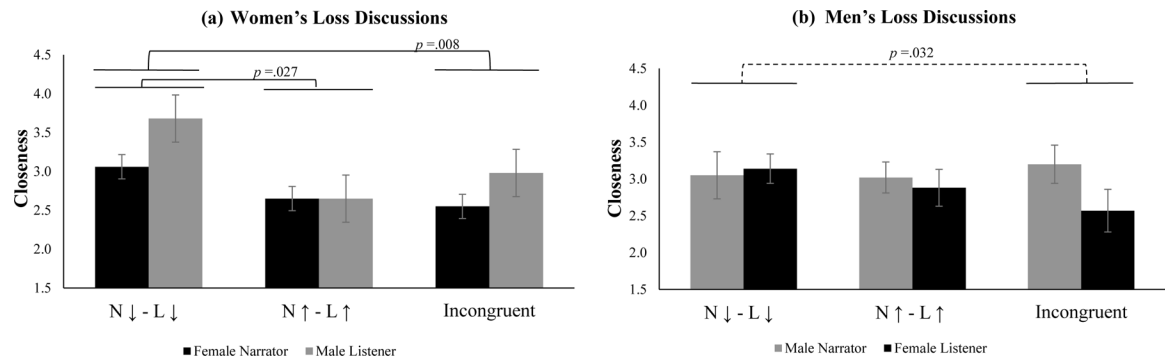 (a) Women's Loss Discussions
p =.008
p =.027
4.5
4.0
3.5
3.0
2.5
2.0
1.5
Closeness
N ↓ - L ↓
N ↑ - L ↑
Incongruent
Female Narrator
Male Listener
(b) Men's Loss Discussions
p =.032
4.5
4.0
3.5
3.0
2.5
2.0
1.5
Closeness
N ↓ - L ↓
N ↑ - L ↑
Incongruent
Male Narrator
Female Listener